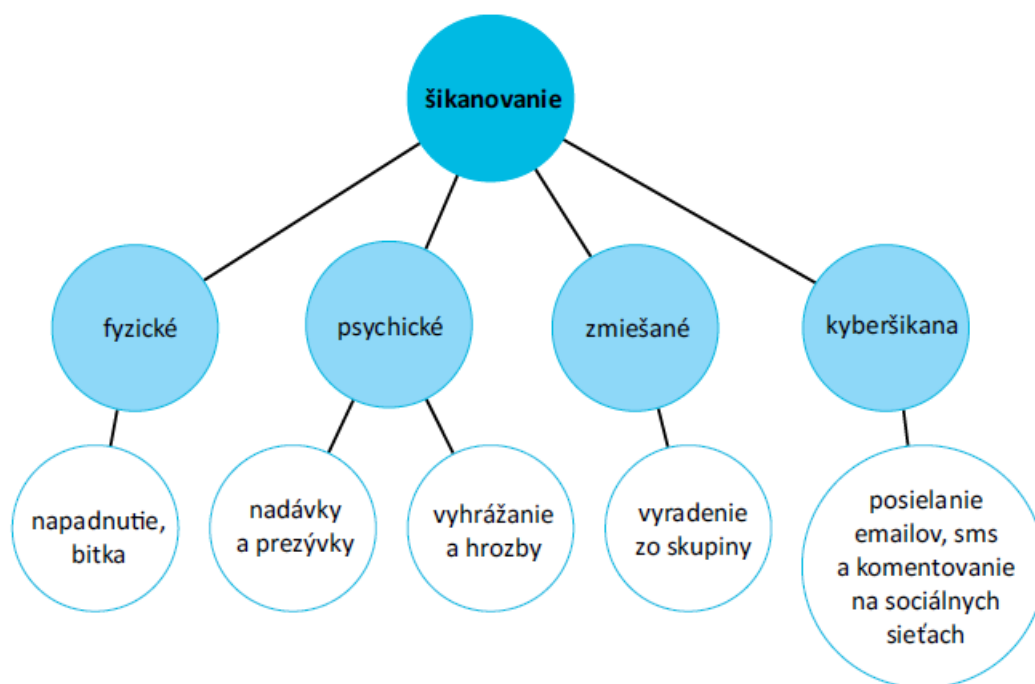 šikanovanie
fyzické
psychické
zmiešané
kyberšikana
napadnutie,
bitka
nadávky
a prezývky
vyhrážanie
a hrozby
vyradenie
zo skupiny
posielanie
emailov, sms
a komentovanie
na sociálnych
sieťach